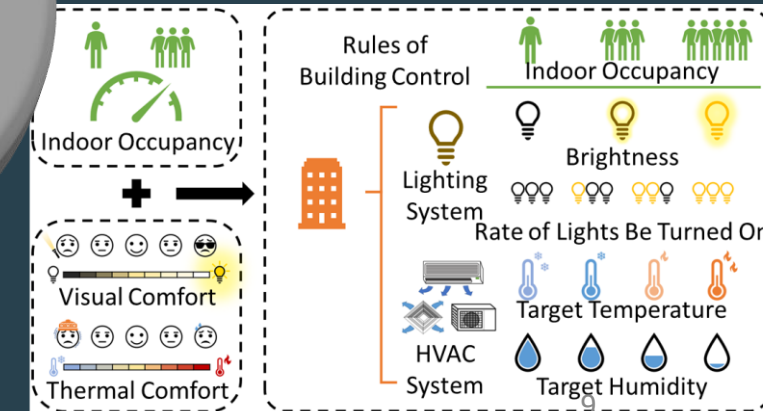 Indoor Occupancy
Visual Comfort
Thermal Comfort
Rules of
Building Control
Indoor Occupancy
Lighting
System
Brightness
Rate of Lights Be Turned On
Target Temperature
HVAC
System
Target Humidity
9